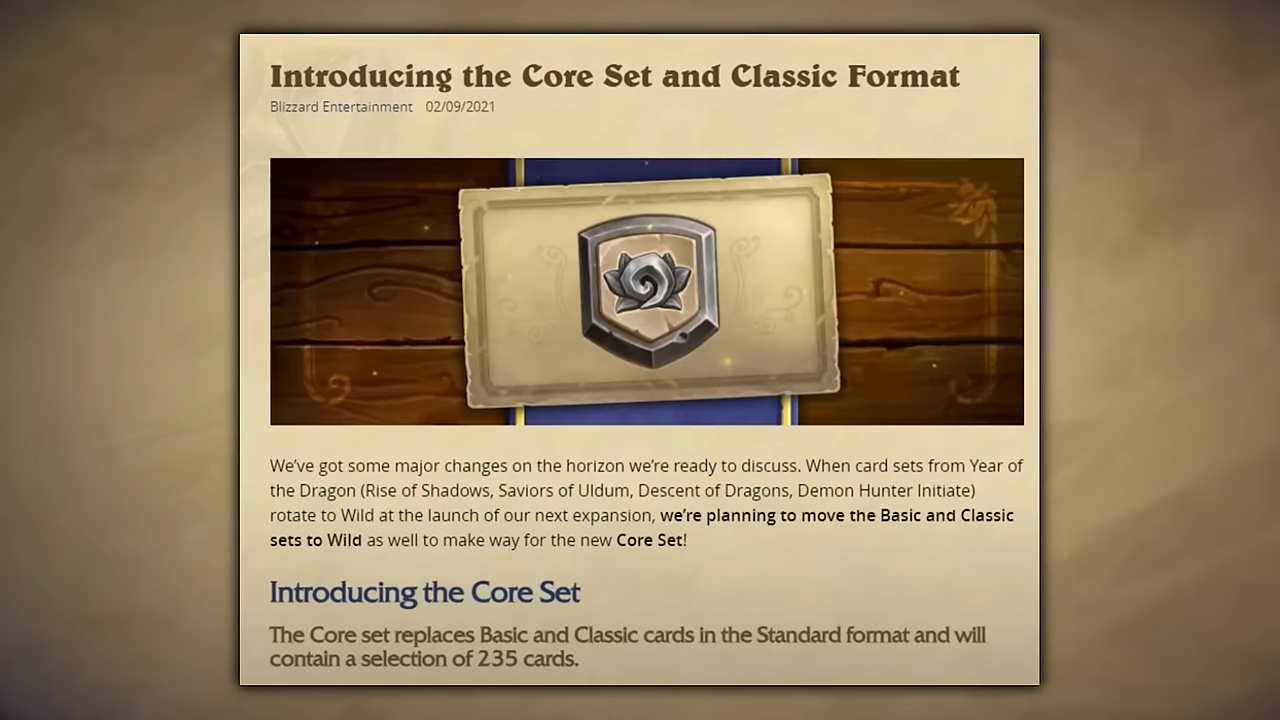 Introducing the Core Set and Classic Format
Blizzard Entertainment 02/09/2021
We've got some major changes on the horizon we're ready to discuss. When card sets from Year of
the Dragon (Rise of Shadows, Saviors of Uldum, Descent of Dragons, Demon Hunter Initiate)
rotate to Wild at the launch of our next expansion, we're planning to move the Basic and Classic
sets to Wild as well to make way for the new Core Set!
Introducing the Core Set
The Core set replaces Basic and Classic cards in the Standard format and will
contain a selection of 235 cards.